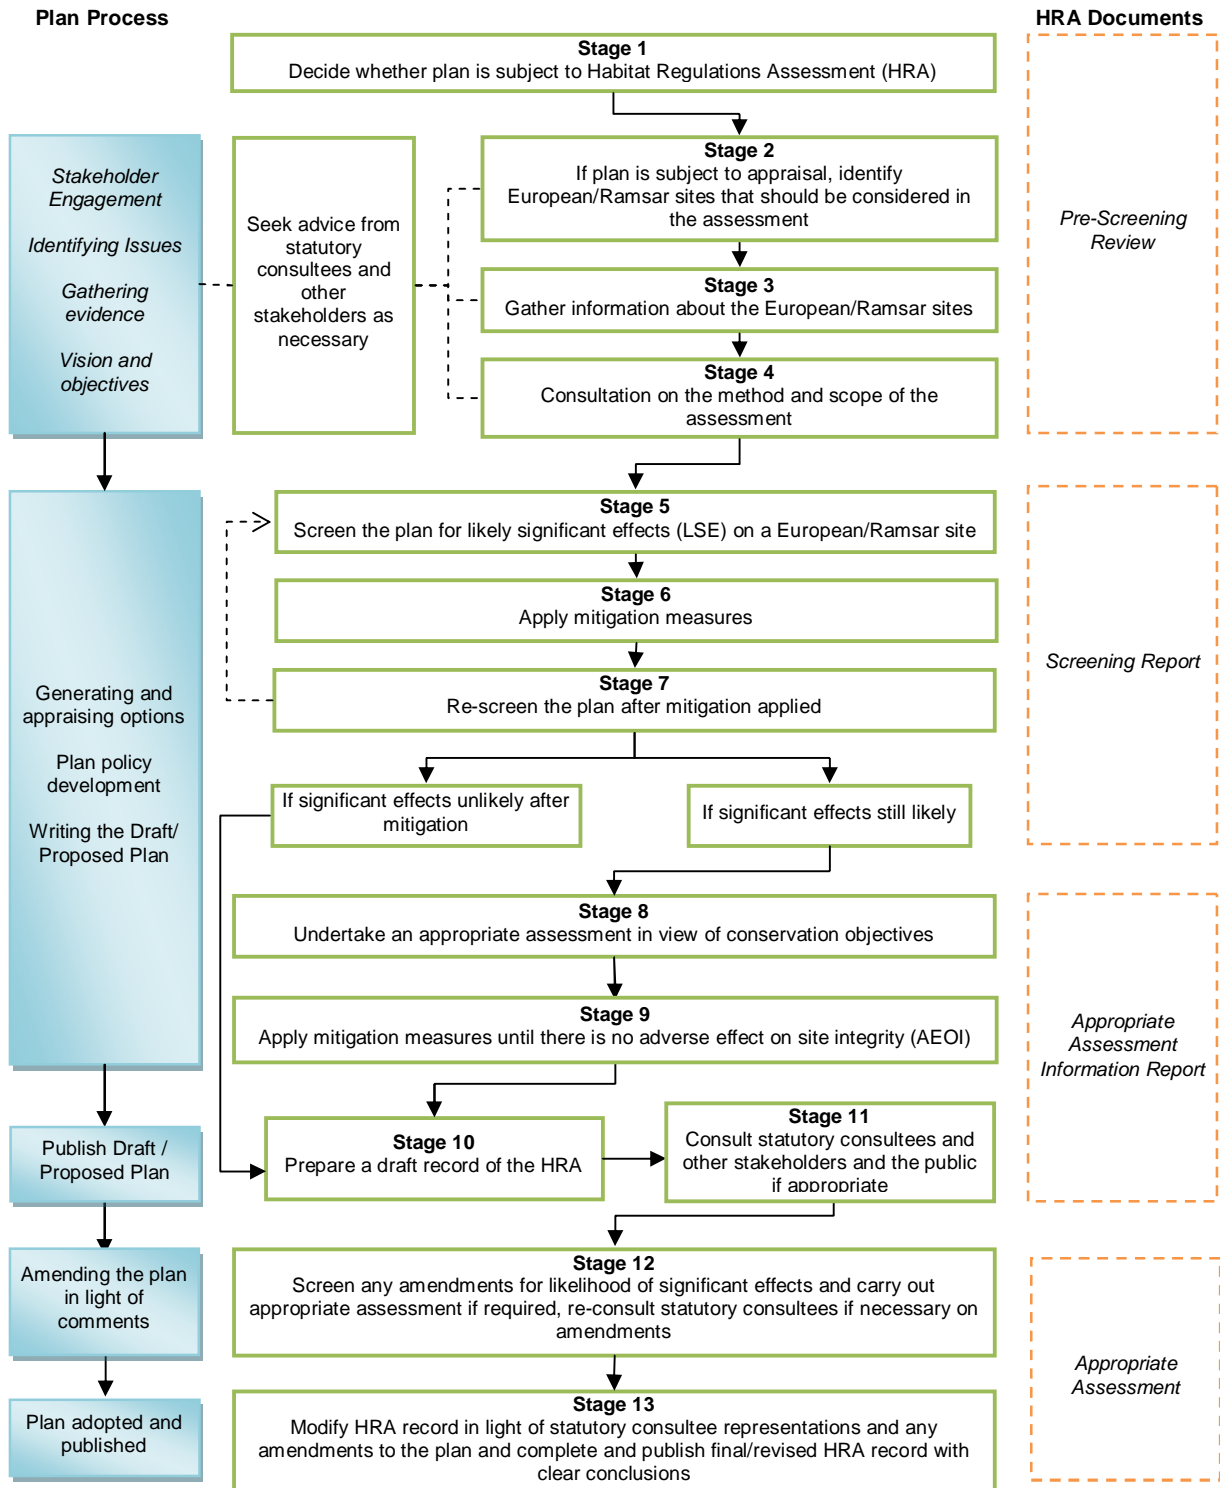 Plan Process
HRA Documents
Stage 1
Decide whether plan is subject to Habitat Regulations Assessment (HRA)
Stakeholder
Engagement
Identifying Issues
Gathering
evidence
Vision and
objectives
Seek advice from
statutory
consultees and
other
stakeholders as
necessary
Stage 2
If plan is subject to appraisal, identify
European/Ramsar sites that should be considered in
the assessment
Stage 3
Gather information about the European/Ramsar sites
Stage 4
Consultation on the method and scope of the
assessment
Pre-Screening
Review
Generating and
appraising options
Plan policy
development
Writing the Draft/
Proposed Plan
Stage 5
Screen the plan for likely significant effects (LSE) on a European/Ramsar site
Stage 6
Apply mitigation measures
Stage 7
Re-screen the plan after mitigation applied
If significant effects unlikely after
mitigation
If significant effects still likely
Screening Report
Stage 8
Undertake an appropriate assessment in view of conservation objectives
Stage 9
Apply mitigation measures until there is no adverse effect on site integrity (AEOI)
Publish Draft /
Proposed Plan
Stage 10
Prepare a draft record of the HRA
Stage 11
Consult statutory consultees and
other stakeholders and the public
if appropriate
Appropriate
Assessment
Information Report
Amending the plan
in light of
comments
Stage 12
Screen any amendments for likelihood of significant effects and carry out
appropriate assessment if required, re-consult statutory consultees if necessary on
amendments
Plan adopted and
published
Stage 13
Modify HRA record in light of statutory consultee representations and any
amendments to the plan and complete and publish final/revised HRA record with
clear conclusions
Appropriate
Assessment